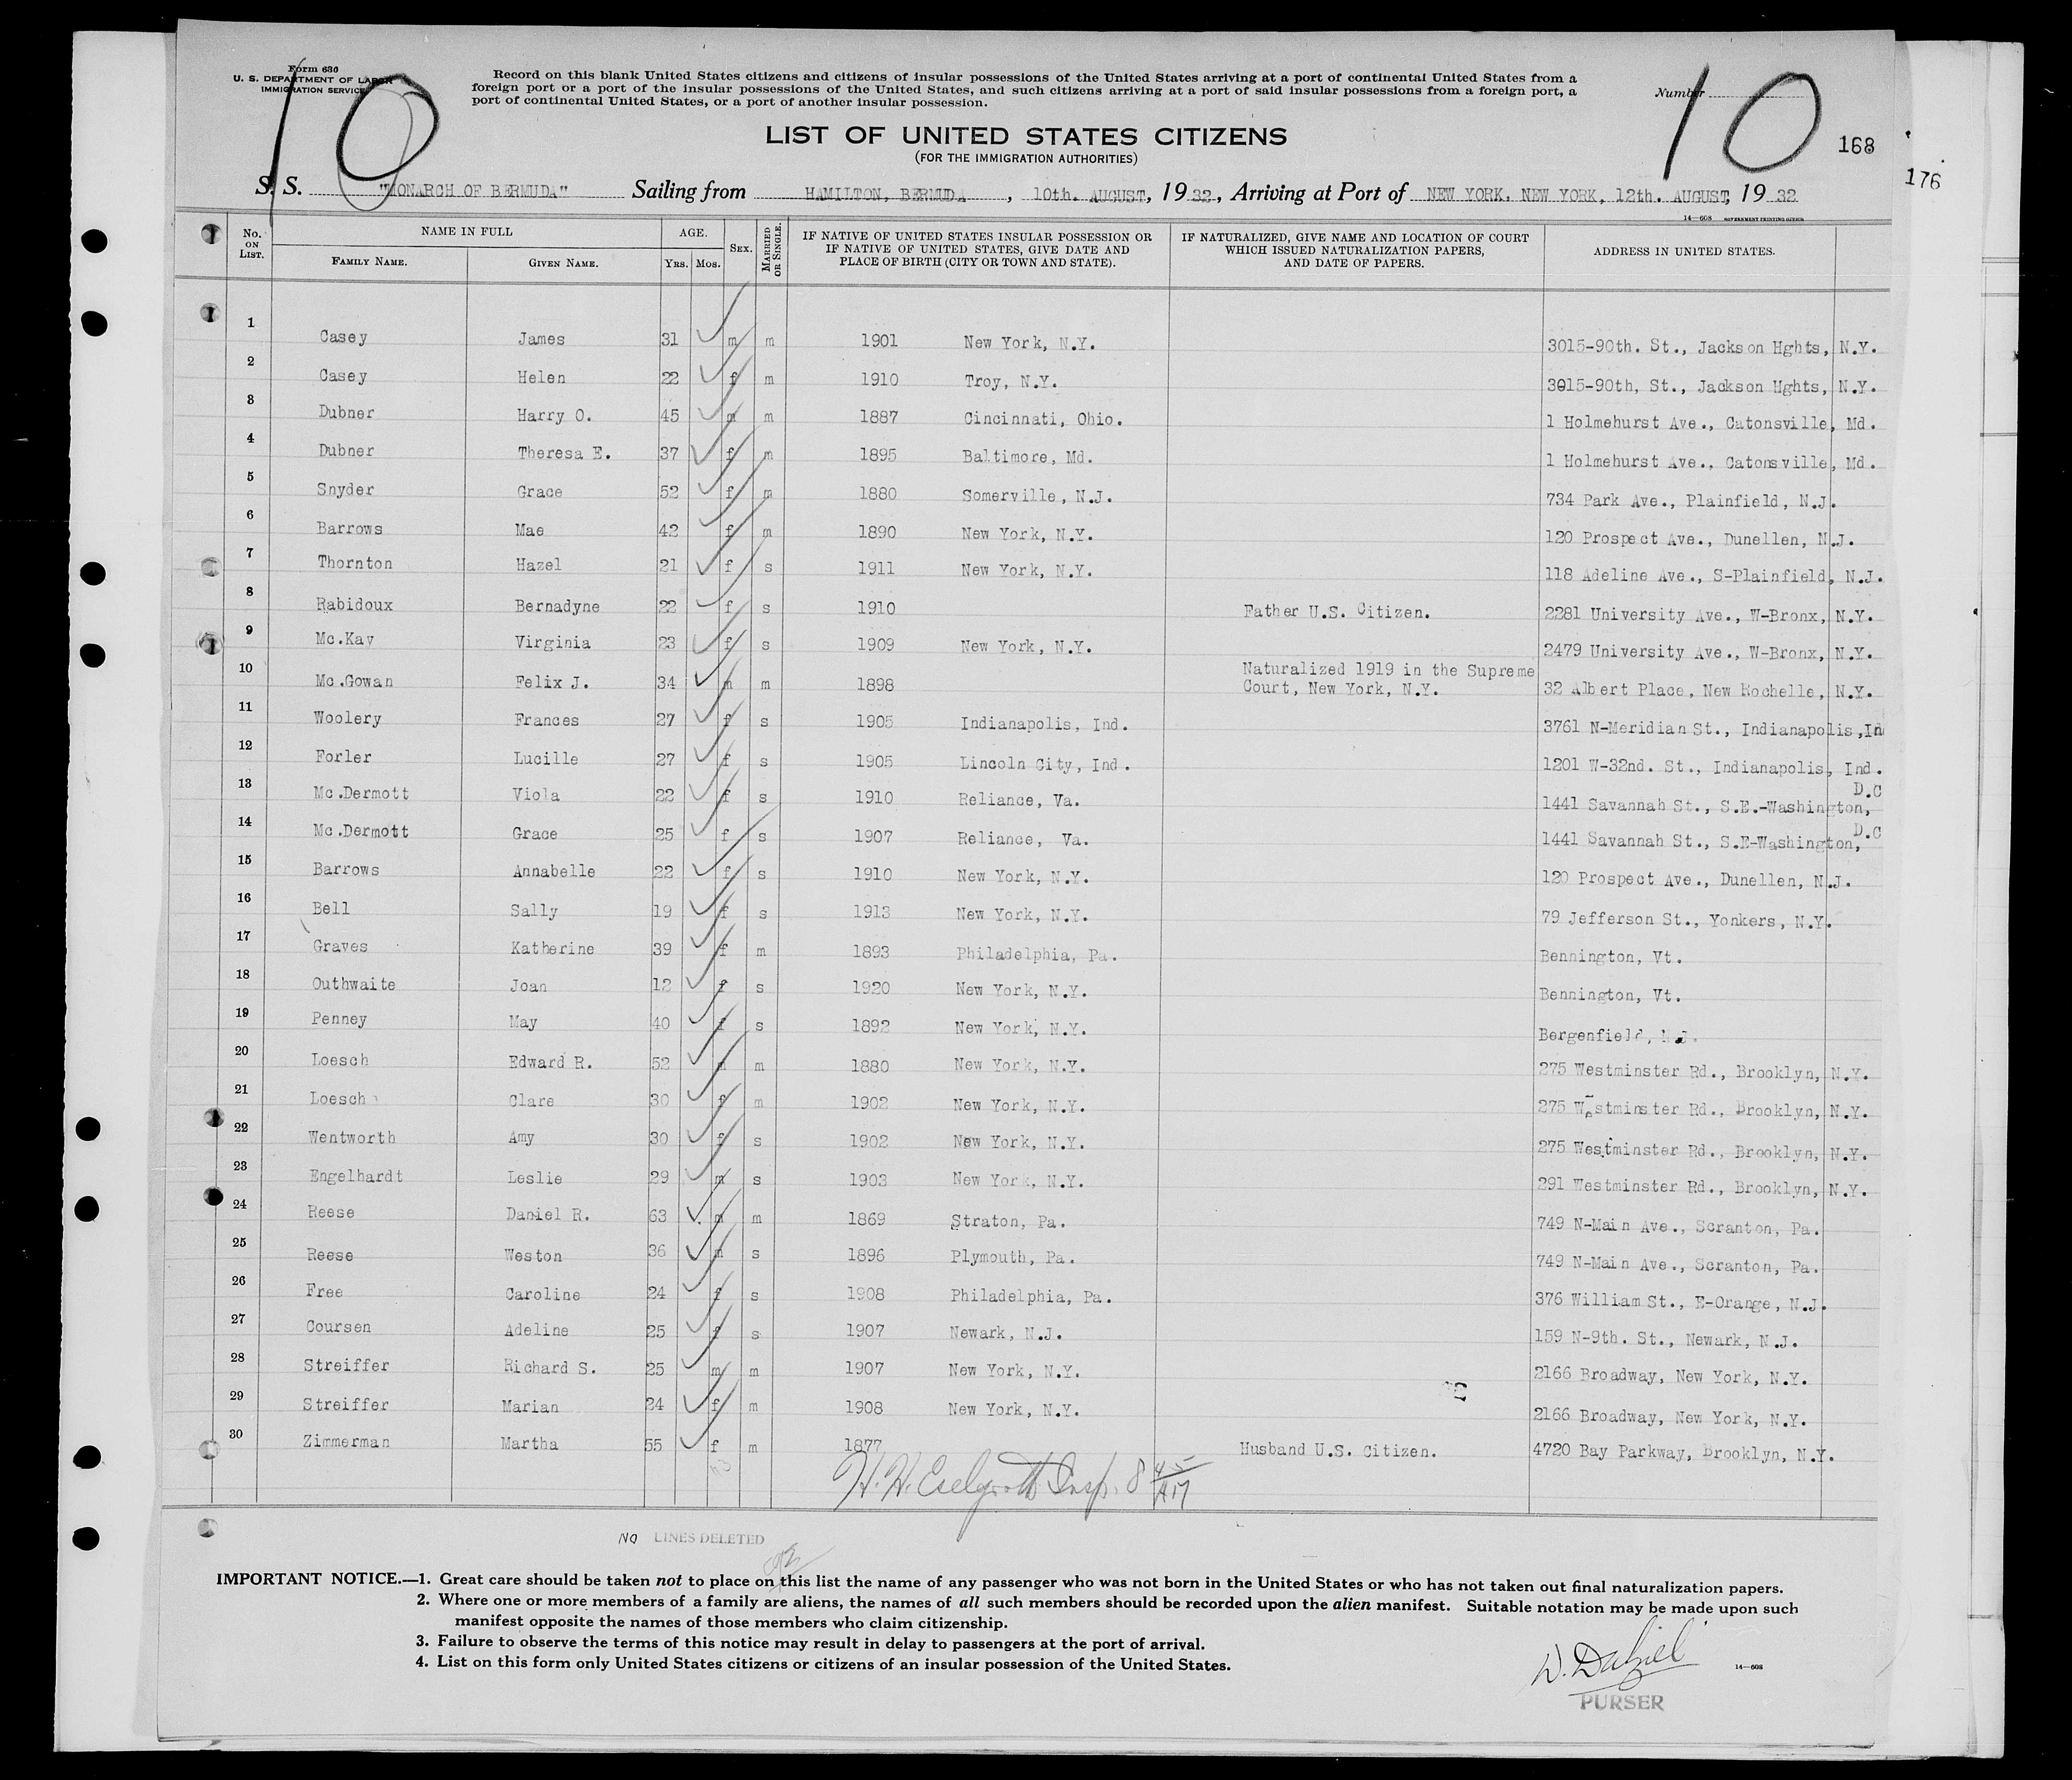 Form 630
U. S. DEPARTMENT OF LABOR
IMMIGRATION SERVICE
10
Record on this blank United States citizens and citizens of insular possessions of the United States arriving at a port of continental United States from a
foreign port or a port of the insular possessions of the United States, and such citizens arriving at a port of said insular possessions from a foreign port, a
port of continental United States, or a port of another insular possession.
Number
10
168
176
LIST OF UNITED STATES CITIZENS
(FOR THE IMMIGRATION AUTHORITIES)
S. S. "MONARCH OF BERMUDA" Sailing from HAMILTON, BERMUDA, 10th. AUGUST, 1932, Arriving at Port of NEW YORK, NEW YORK, 12th. AUGUST, 1932
14—608 GOVERNMENT PRINTING OFFICE
No. ON LIST. NAME IN FULL FAMILY NAME. GIVEN NAME. AGE. YRS. MOS. SEX. MARRIED OR SINGLE. IF NATIVE OF UNITED STATES INSULAR POSSESSION OR IF NATIVE OF UNITED STATES, GIVE DATE AND PLACE OF BIRTH (CITY OR TOWN AND STATE). IF NATURALIZED, GIVE NAME AND LOCATION OF COURT WHICH ISSUED NATURALIZATION PAPERS, AND DATE OF PAPERS. ADDRESS IN UNITED STATES.
1 Casey James 31 m m 1901 New York, N.Y. 3015-90th. St., Jackson Hghts, N.Y.
2 Casey Helen 22 f m 1910 Troy, N.Y. 3015-90th, St., Jackson Hghts, N.Y.
3 Dubner Harry O. 45 m m 1887 Cincinnati, Ohio. 1 Holmehurst Ave., Catonsville, Md.
4 Dubner Theresa E. 37 f m 1895 Baltimore, Md. 1 Holmehurst Ave., Catonsville, Md.
5 Snyder Grace 52 f m 1880 Somerville, N.J. 734 Park Ave., Plainfield, N.J.
6 Barrows Mae 42 f m 1890 New York, N.Y. 120 Prospect Ave., Dunellen, N.J.
7 Thornton Hazel 21 f s 1911 New York, N.Y. 118 Adeline Ave., S-Plainfield, N.J.
8 Rabidoux Bernadyne 22 f s 1910 Father U.S. Citizen. 2281 University Ave., W-Bronx, N.Y.
9 Mc.Kay Virginia 23 f s 1909 New York, N.Y. 2479 University Ave., W-Bronx, N.Y.
10 Mc.Gowan Felix J. 34 m m 1898 Naturalized 1919 in the Supreme Court, New York, N.Y. 32 Albert Place, New Rochelle, N.Y.
11 Woolery Frances 27 f s 1905 Indianapolis, Ind. 3761 N-Meridian St., Indianapolis, In
12 Forler Lucille 27 f s 1905 Lincoln City, Ind. 1201 W-32nd. St., Indianapolis, Ind.
13 Mc.Dermott Viola 22 f s 1910 Reliance, Va. 1441 Savannah St., S.E.-Washington, D.C
14 Mc.Dermott Grace 25 f s 1907 Reliance, Va. 1441 Savannah St., S.E-Washington, D.C
15 Barrows Annabelle 22 f s 1910 New York, N.Y. 120 Prospect Ave., Dunellen, N.J.
16 Bell Sally 19 f s 1913 New York, N.Y. 79 Jefferson St., Yonkers, N.Y.
17 Graves Katherine 39 f m 1893 Philadelphia, Pa. Bennington, Vt.
18 Outhwaite Joan 12 f s 1920 New York, N.Y. Bennington, Vt.
19 Penney May 40 f s 1892 New York, N.Y. Bergenfield, N.J.
20 Loesch Edward R. 52 m m 1880 New York, N.Y. 275 Westminster Rd., Brooklyn, N.Y.
21 Loesch Clare 30 f m 1902 New York, N.Y. 275 Westminster Rd., Brooklyn, N.Y.
22 Wentworth Amy 30 f s 1902 New York, N.Y. 275 Westminster Rd., Brooklyn, N.Y.
23 Engelhardt Leslie 29 m s 1903 New York, N.Y. 291 Westminster Rd., Brooklyn, N.Y.
24 Reese Daniel R. 63 m m 1869 Straton, Pa. 749 N-Main Ave., Scranton, Pa.
25 Reese Weston 36 m s 1896 Plymouth, Pa. 749 N-Main Ave., Scranton, Pa.
26 Free Caroline 24 f s 1908 Philadelphia, Pa. 376 William St., E-Orange, N.J.
27 Coursen Adeline 25 f s 1907 Newark, N.J. 159 N-9th. St., Newark, N.J.
28 Streiffer Richard S. 25 m m 1907 New York, N.Y. 2166 Broadway, New York, N.Y.
29 Streiffer Marian 24 f m 1908 New York, N.Y. 2166 Broadway, New York, N.Y.
30 Zimmerman Martha 55 f m 1877 Husband U.S. Citizen. 4720 Bay Parkway, Brooklyn, N.Y.
NO LINES DELETED
IMPORTANT NOTICE.—1. Great care should be taken not to place on this list the name of any passenger who was not born in the United States or who has not taken out final naturalization papers.
2. Where one or more members of a family are aliens, the names of all such members should be recorded upon the alien manifest. Suitable notation may be made upon such
manifest opposite the names of those members who claim citizenship.
3. Failure to observe the terms of this notice may result in delay to passengers at the port of arrival.
4. List on this form only United States citizens or citizens of an insular possession of the United States.
D. Dalziel
14—608
PURSER